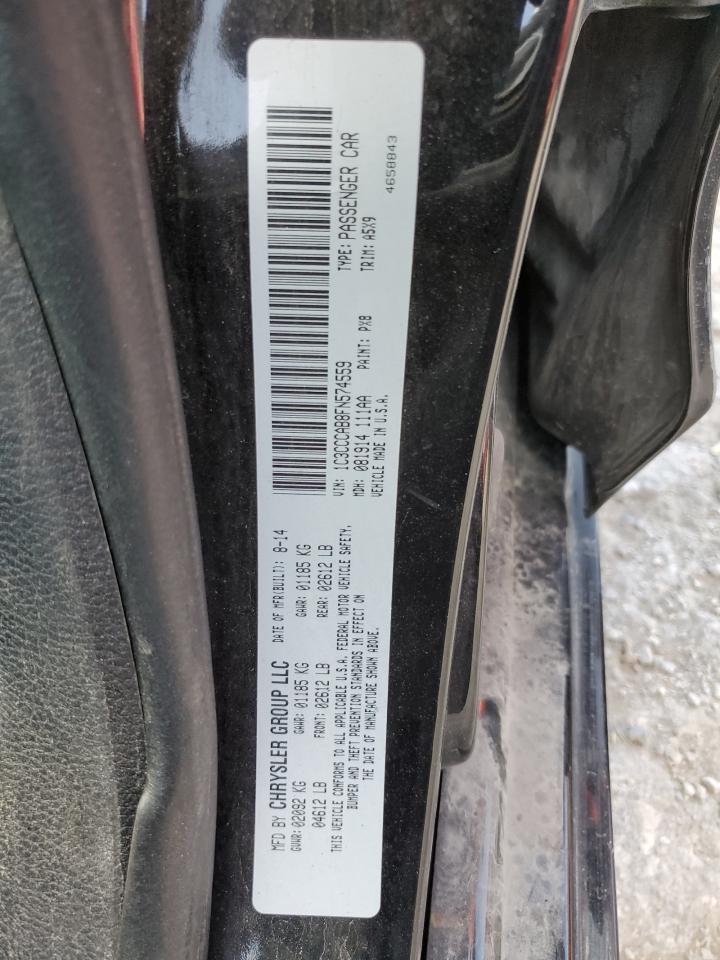 MFD BY CHRYSLER GROUP LLC DATE OF MFR(BUILT): 8-14
GVWR: 02092 KG GAWR: 01185 KG GAWR: 01185 KG
04612 LB FRONT: 02612 LB REAR: 02612 LB
THIS VEHICLE CONFORMS TO ALL APPLICABLE U.S.A. FEDERAL MOTOR VEHICLE SAFETY,
BUMPER AND THEFT PREVENTION STANDARDS IN EFFECT ON
THE DATE OF MANUFACTURE SHOWN ABOVE.
VIN: 1C3CCCAB8FN574559 TYPE: PASSENGER CAR
MDH: 081914 111AA PAINT: PX8 TRIM: A5X9
VEHICLE MADE IN U.S.A. 4658843